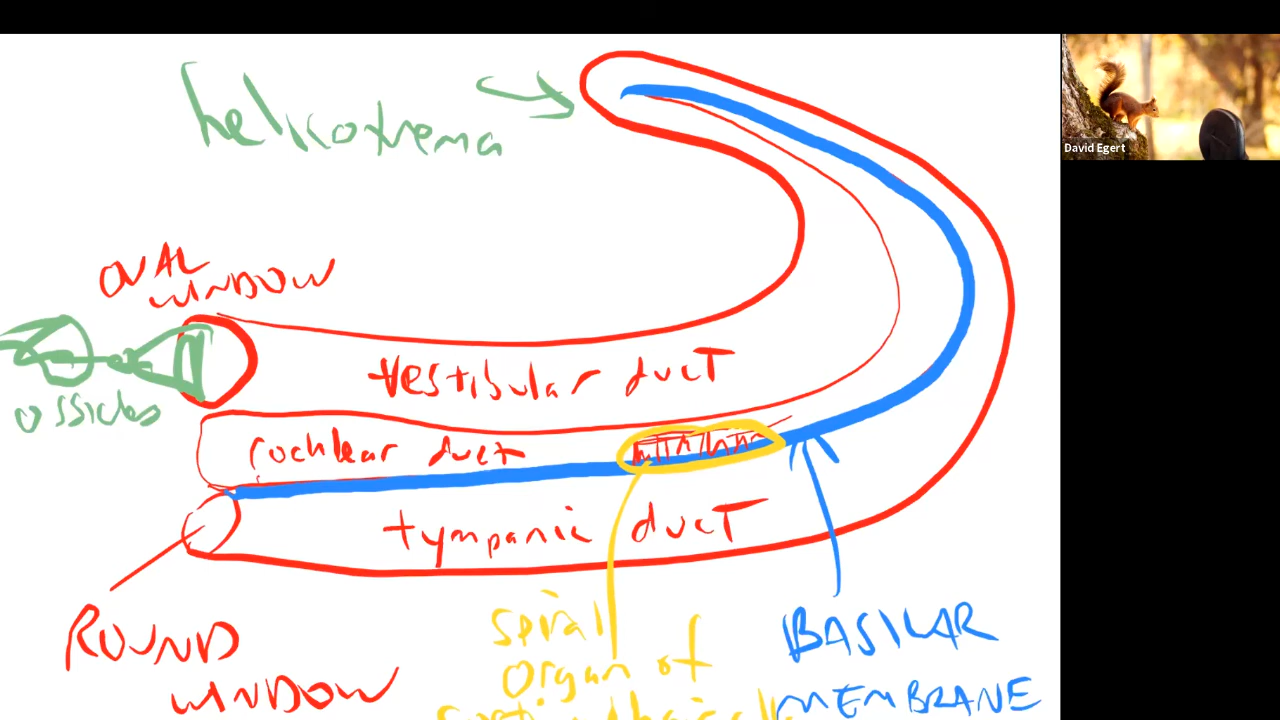 helicotrema
David Egert
OVAL
WINDOW
vestibular duct
ossicles
cochlear duct
tympanic duct
ROUND
WINDOW
spiral
organ of
BASILAR
MEMBRANE